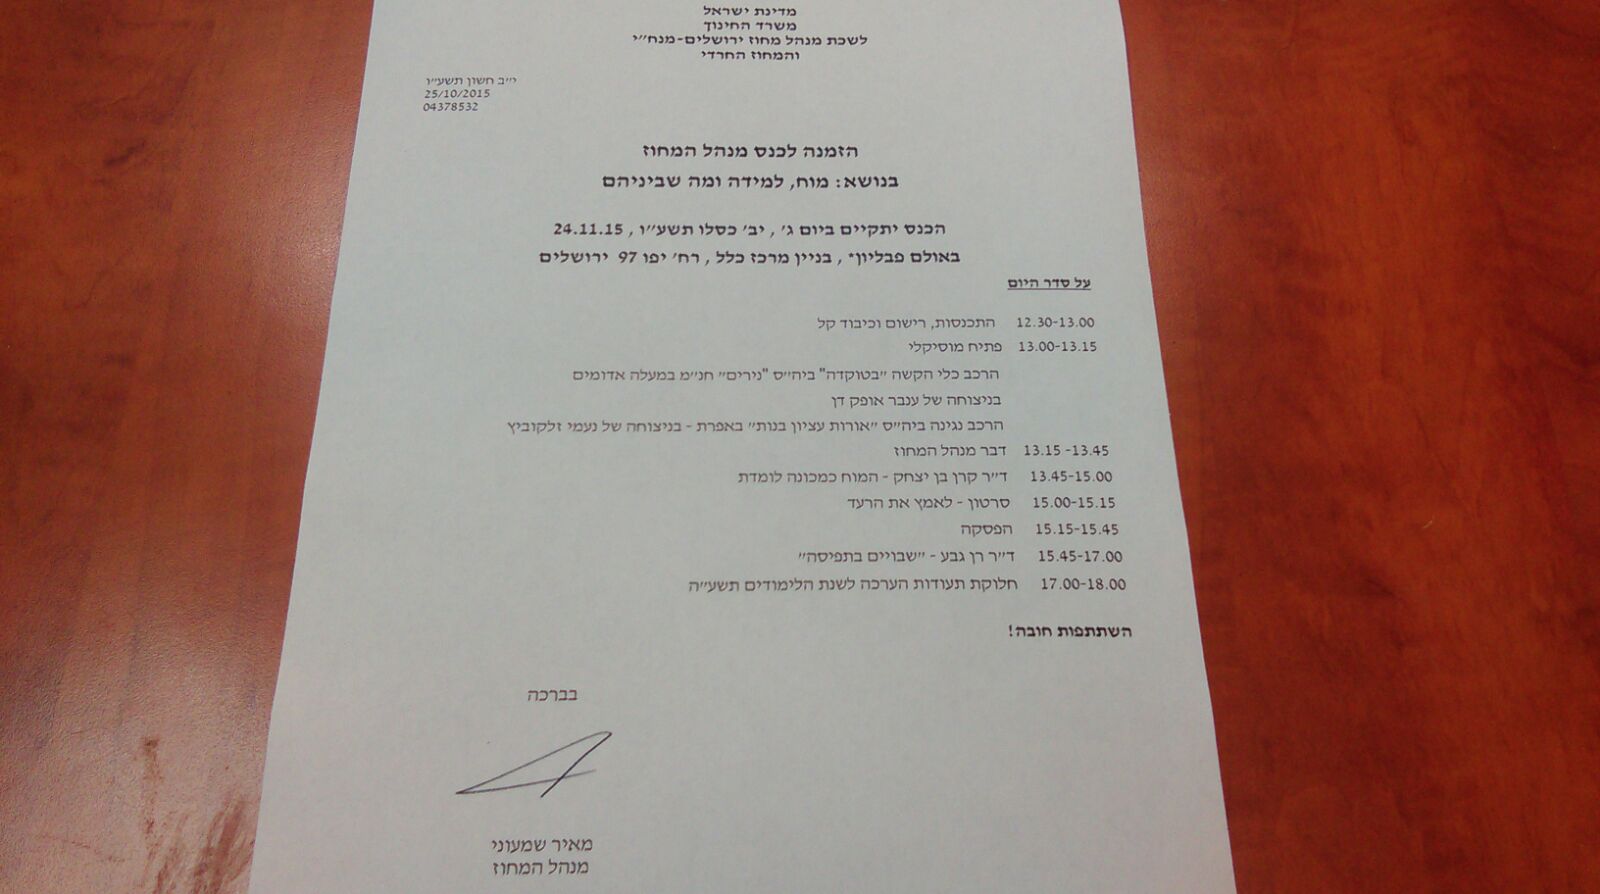 מדינת ישראל
משרד החינוך
לשכת מנהל מחוז ירושלים-מנח״י
והמחוז החרדי
י״ב חשון תשע״ו
25/10/2015
04378532
הזמנה לכנס מנהל המחוז
בנושא: מוח, למידה ומה שביניהם
הכנס יתקיים ביום ג׳ , יב׳ כסלו תשע״ו , 24.11.15
באולם פבליון* , בניין מרכז כלל , רח׳ יפו 97 ירושלים
על סדר היום
12.30-13.00 התכנסות, רישום וכיבוד קל
13.00-13.15 פתיח מוסיקלי
הרכב כלי הקשה ״בטוקדה" ביה״ס "נירים״ חנ״מ במעלה אדומים
בניצוחה של ענבר אופק דן
הרכב נגינה ביה״ס ״אורות עציון בנות״ באפרת - בניצוחה של נעמי זלקוביץ
13.15 -13.45 דבר מנהל המחוז
13.45-15.00 ד״ר קרן בן יצחק - המוח כמכונה לומדת
15.00-15.15 סרטון - לאמץ את הרעד
15.15-15.45 הפסקה
15.45-17.00 ד״ר רן גבע - ״שבויים בתפיסה״
17.00-18.00 חלוקת תעודות הערכה לשנת הלימודים תשע״ה
השתתפות חובה!
בברכה
מאיר שמעוני
מנהל המחוז